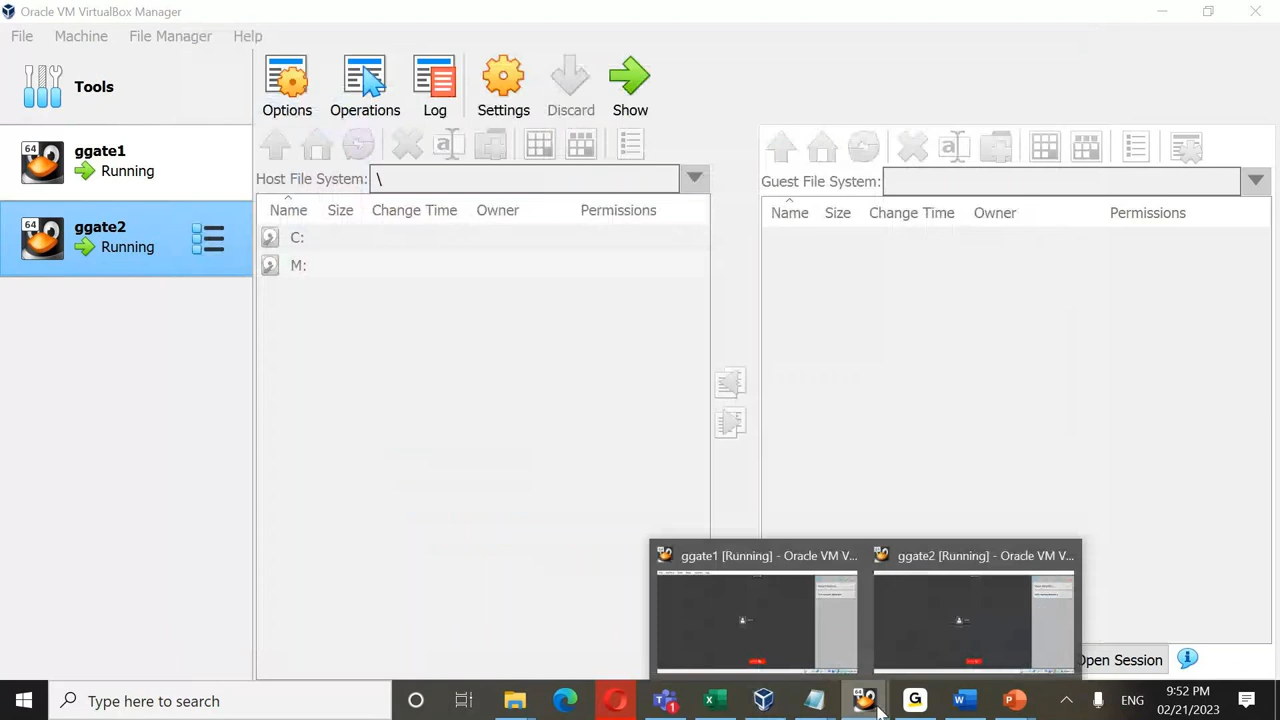 Oracle VM VirtualBox Manager
File Machine File Manager Help
Tools
64 ggate1
Running
64 ggate2
Running
Options Operations Log Settings Discard Show
Host File System: \
Name Size Change Time Owner Permissions
C:
M:
Guest File System:
Name Size Change Time Owner Permissions
ggate1 [Running] - Oracle VM V...
ggate2 [Running] - Oracle VM V...
Open Session
Type here to search
ENG
9:52 PM
02/21/2023